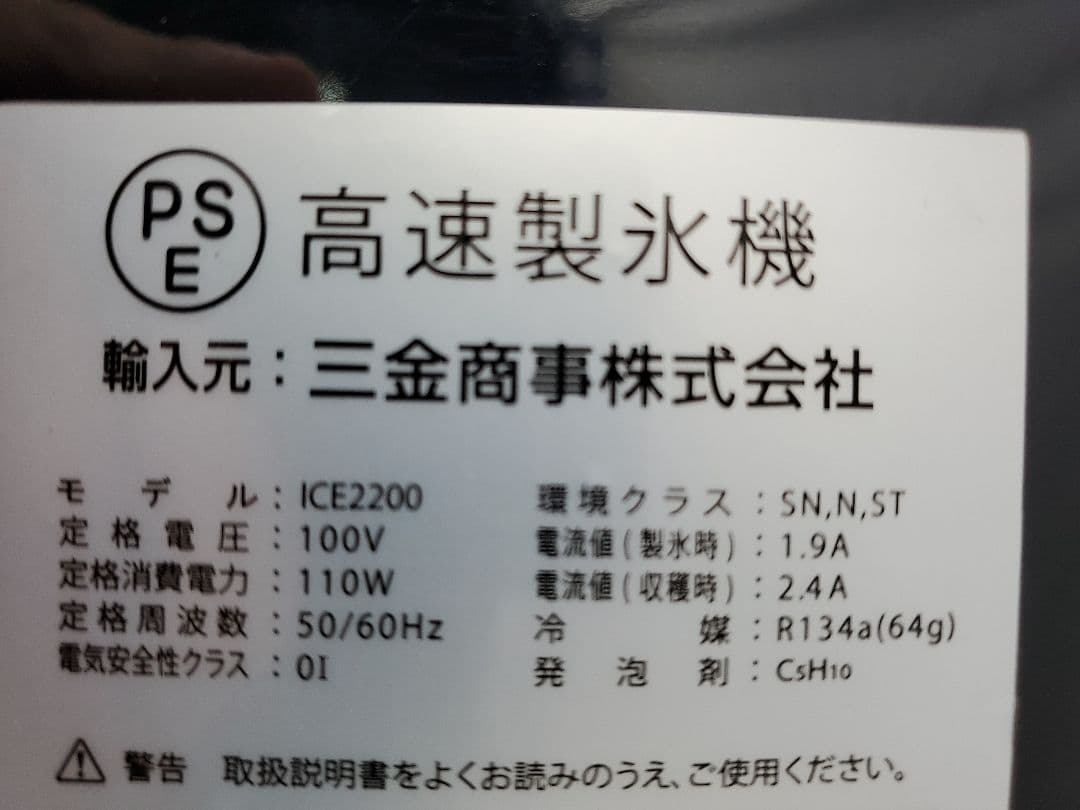 PSE 高速製氷機
輸入元：三金商事株式会社
モデル：ICE2200
定格電圧：100V
定格消費電力：110W
定格周波数：50/60Hz
電気安全性クラス：0I
環境クラス：SN,N,ST
電流値(製氷時)：1.9A
電流値(収穫時)：2.4A
冷媒：R134a(64g)
発泡剤：C5H10
警告 取扱説明書をよくお読みのうえ、ご使用ください。